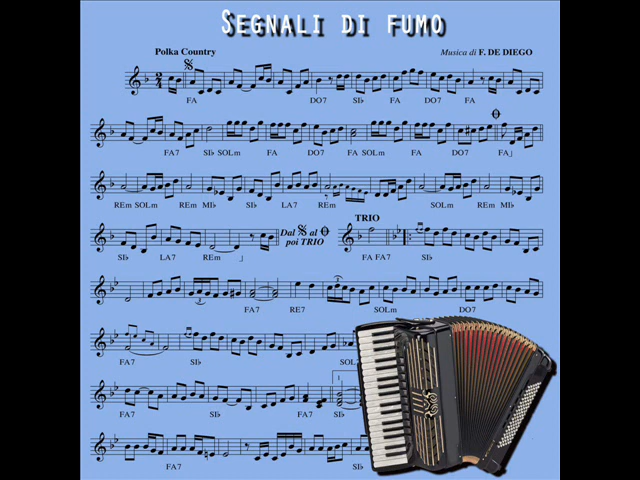 SEGNALI DI FUMO
Polka Country
Musica di F. DE DIEGO
FA DO7 SI♭ FA DO7 FA
FA7 SI♭ SOLm FA DO7 FA SOLm FA DO7 FA
REm SOLm REm MI♭ SI♭ LA7 REm SOLm REm MI♭
Dal 𝄋 al 𝄌 poi TRIO
TRIO
SI♭ LA7 REm FA FA7 SI♭
FA7 RE7 SOLm DO7
FA7 SI♭ SOL
FA7 SI♭ FA7 SI♭
1
FA7 SI♭